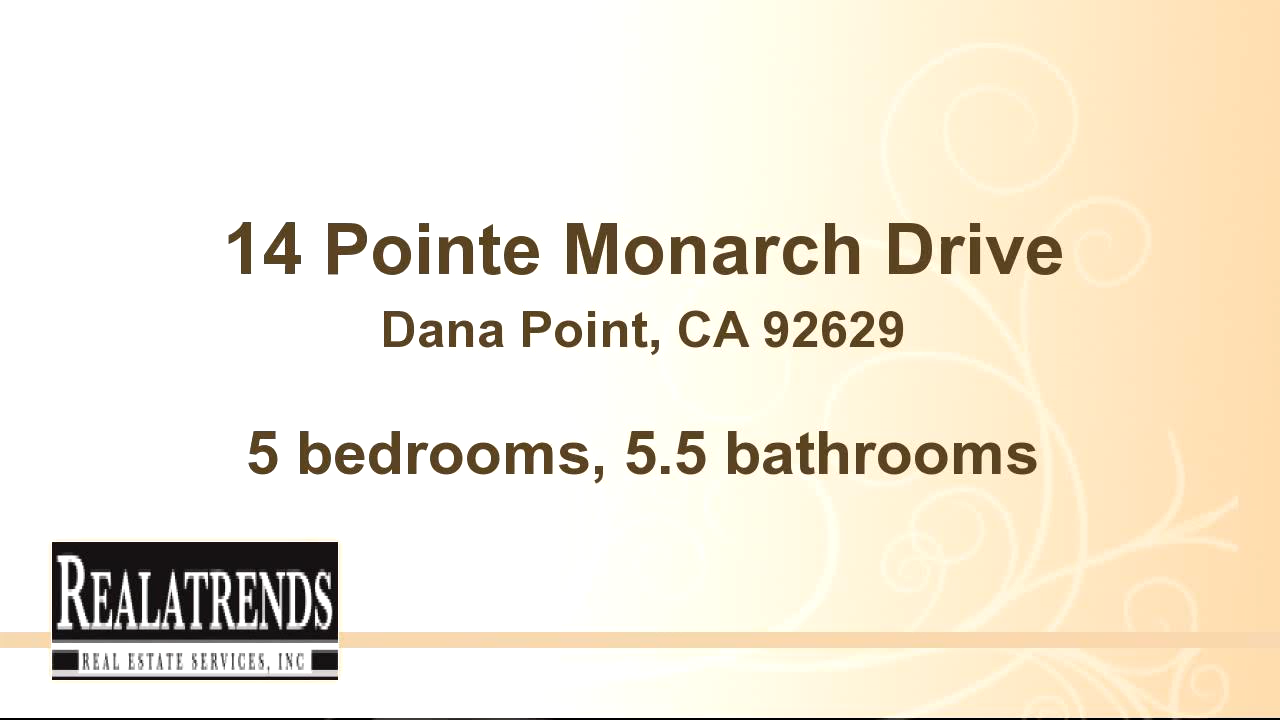 14 Pointe Monarch Drive
Dana Point, CA 92629
5 bedrooms, 5.5 bathrooms
REALATRENDS
REAL ESTATE SERVICES, INC